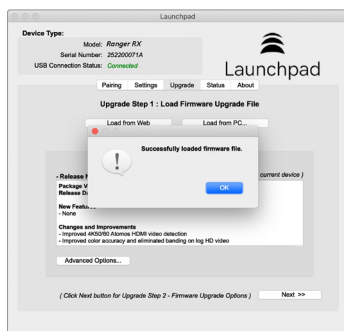 Launchpad
Device Type:
Model: Ranger RX
Serial Number: 252200071A
USB Connection Status: Connected
Launchpad
Pairing Settings Upgrade Status About
Upgrade Step 1 : Load Firmware Upgrade File
Load from Web Load from PC...
Successfully loaded firmware file.
- Release current device )
Package
Release
OK
New
- None
Changes and Improvements
- Improved 4K50/60 Atomos HDMI video detection
- Improved color accuracy and eliminated banding on log HD video
Advanced Options...
( Click Next button for Upgrade Step 2 - Firmware Upgrade Options ) Next >>